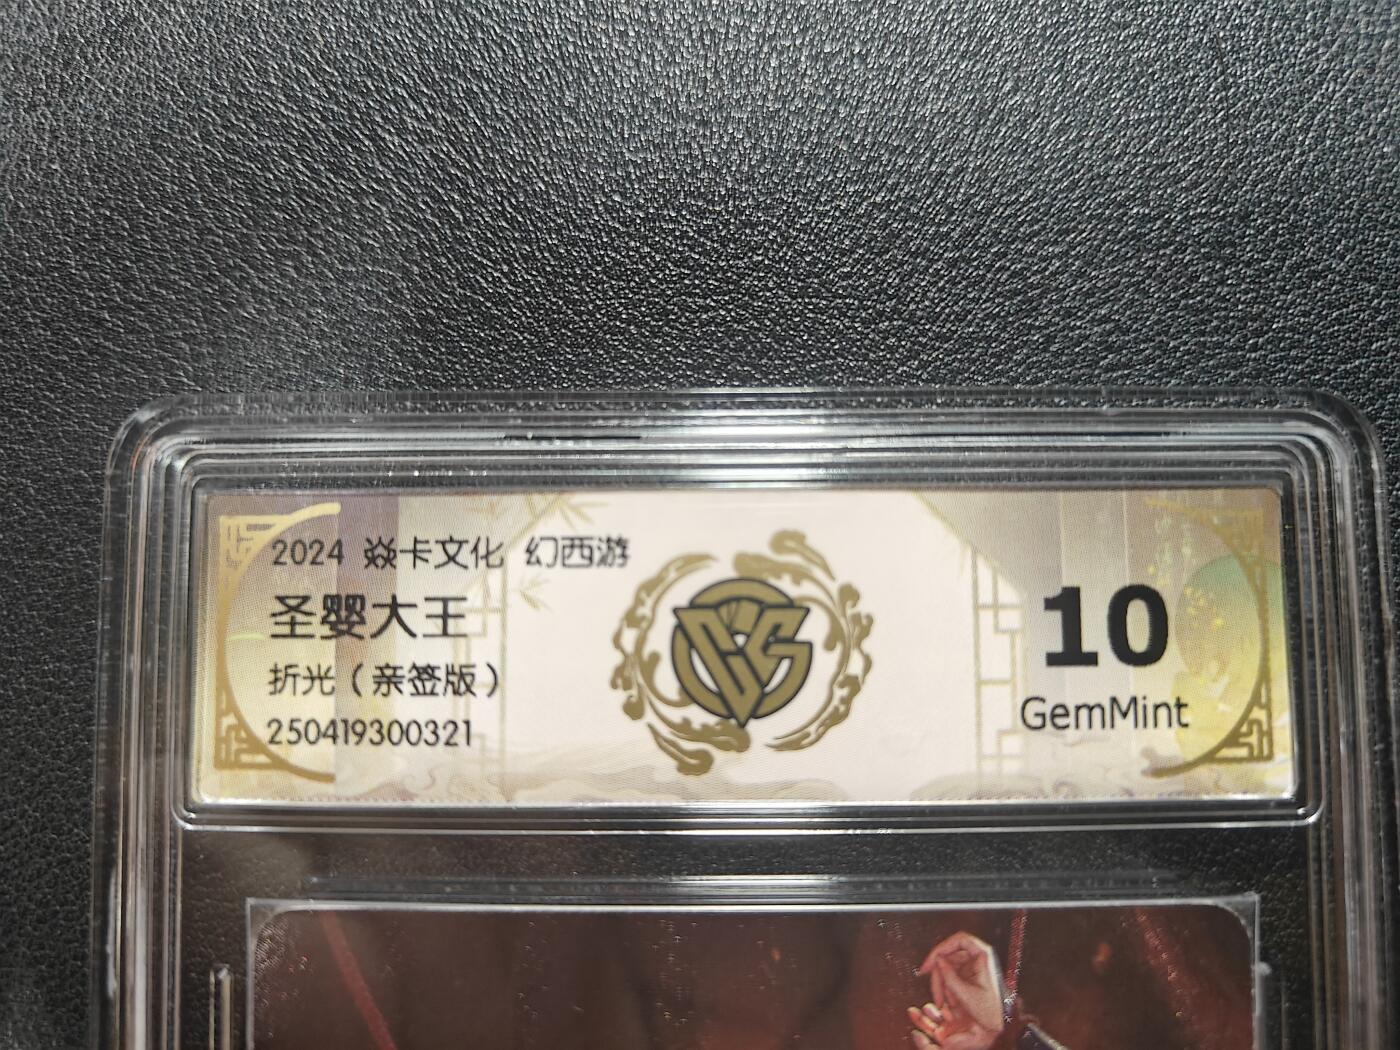 2024 焱卡文化 幻西游
圣婴大王
折光（亲签版）
250419300321
10
GemMint